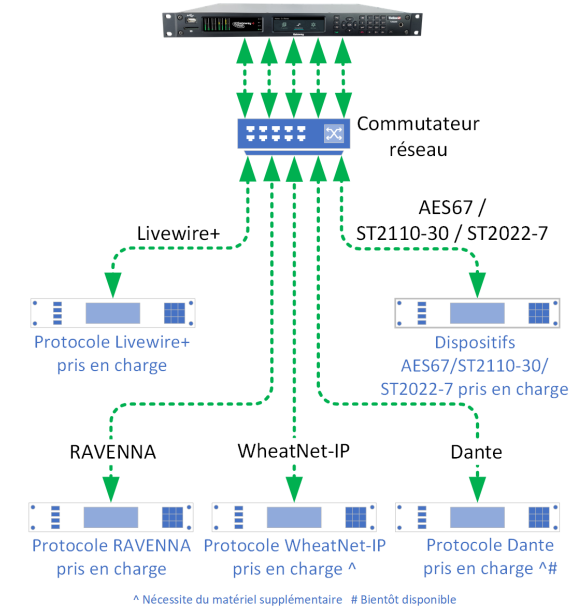 Commutateur
réseau
Livewire+
AES67 /
ST2110-30 / ST2022-7
Protocole Livewire+
pris en charge
Dispositifs
AES67/ST2110-30/
ST2022-7 pris en charge
RAVENNA
WheatNet-IP
Dante
Protocole RAVENNA
pris en charge
Protocole WheatNet-IP
pris en charge ^
Protocole Dante
pris en charge ^#
^ Nécessite du matériel supplémentaire # Bientôt disponible